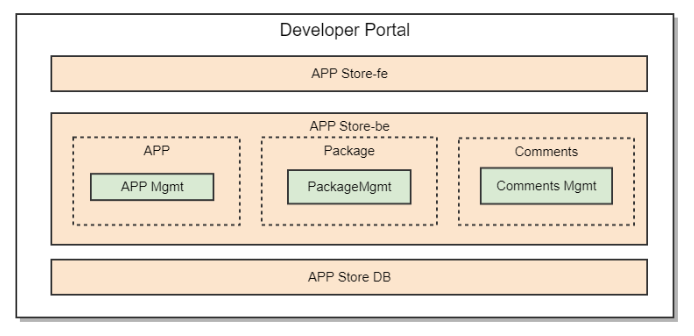 Developer Portal
APP Store-fe
APP Store-be
APP
Package
Comments
APP Mgmt
PackageMgmt
Comments Mgmt
APP Store DB